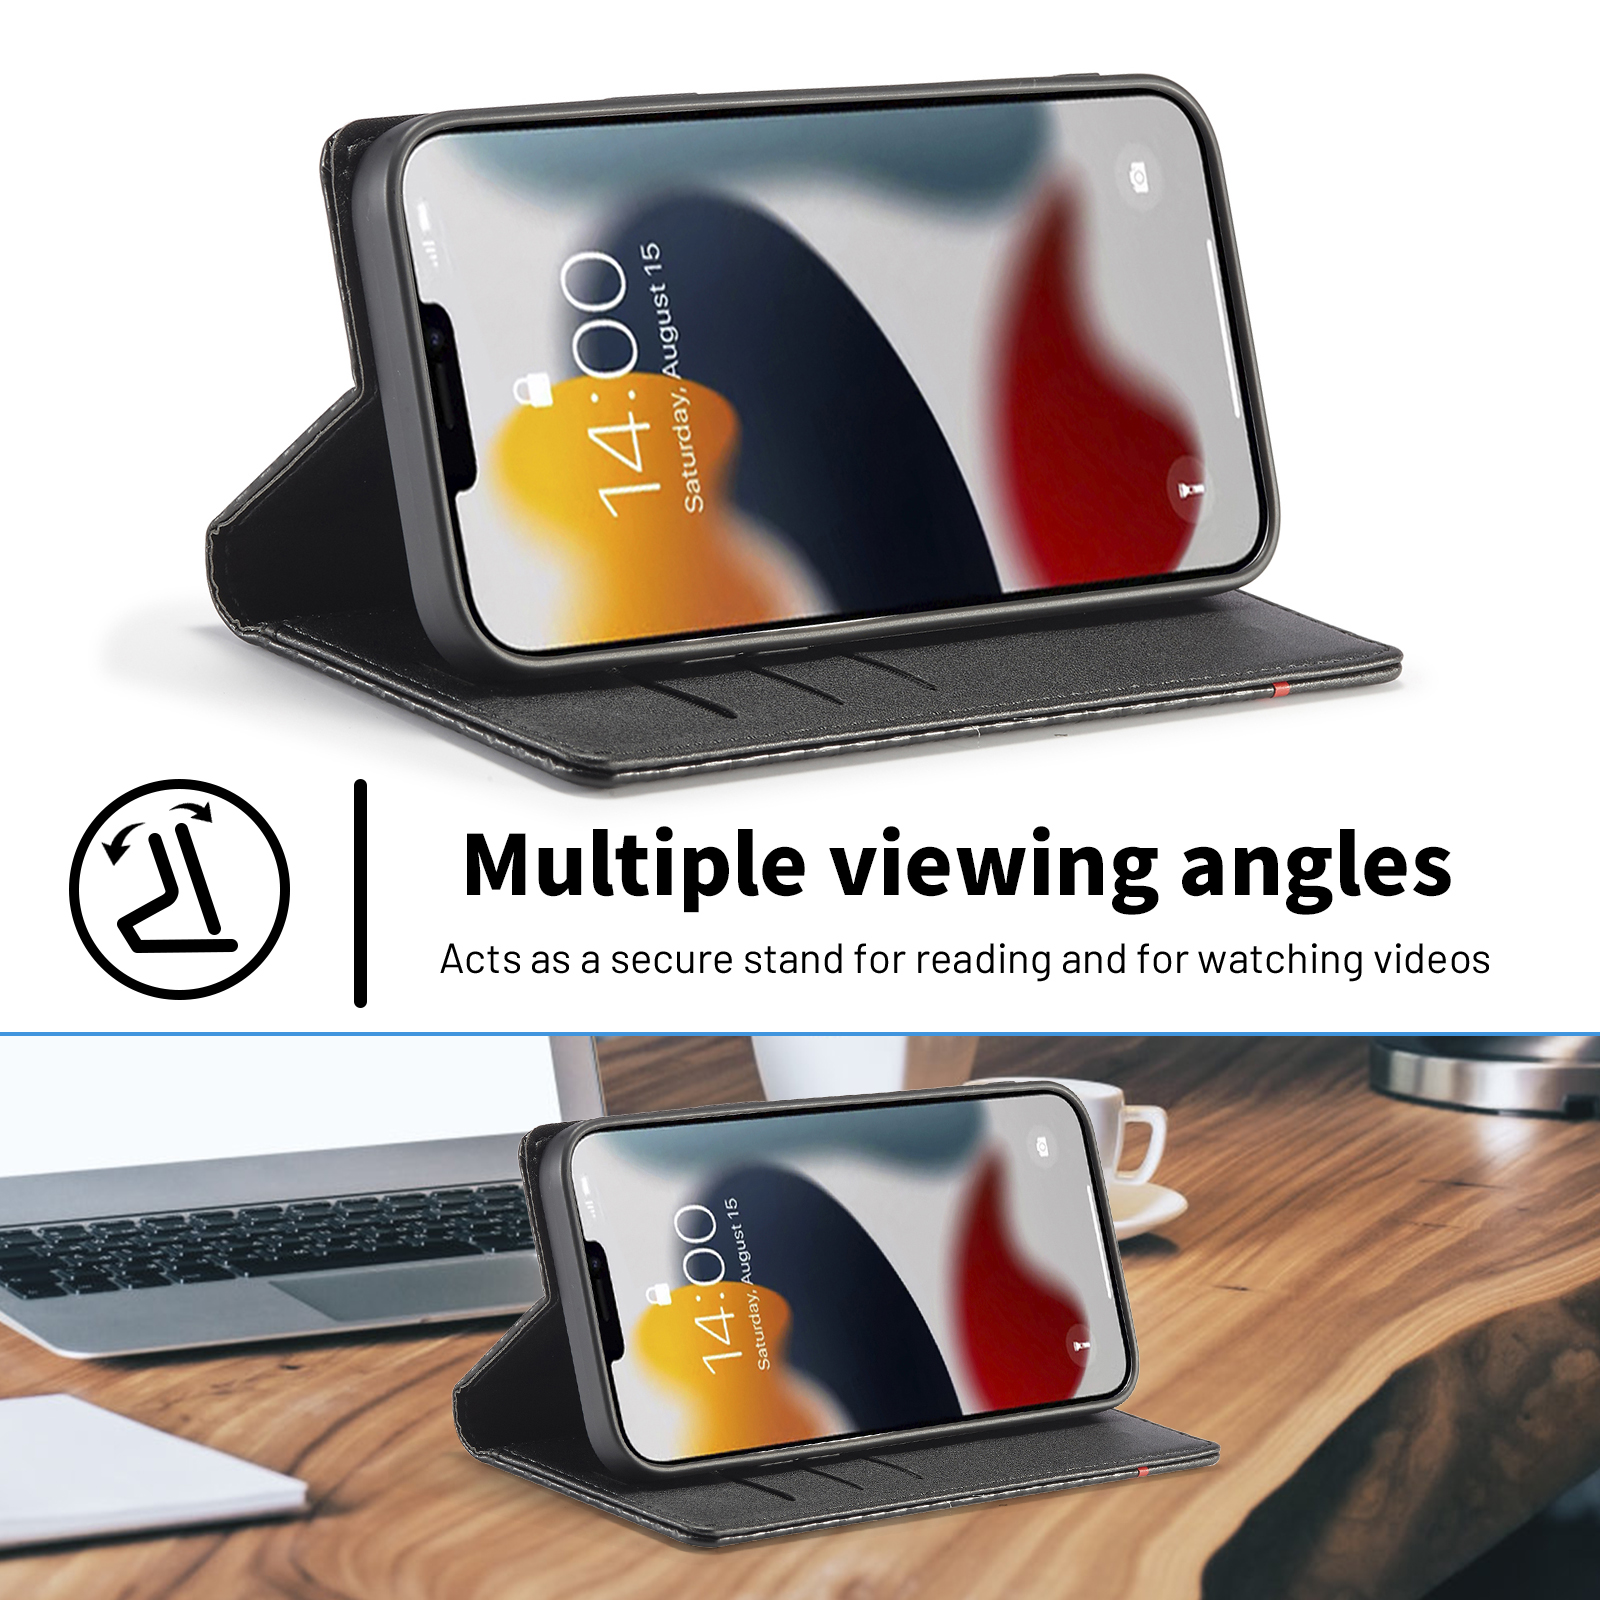 14:00
Saturday, August 15
Multiple viewing angles
Acts as a secure stand for reading and for watching videos
14:00
Saturday, August 15